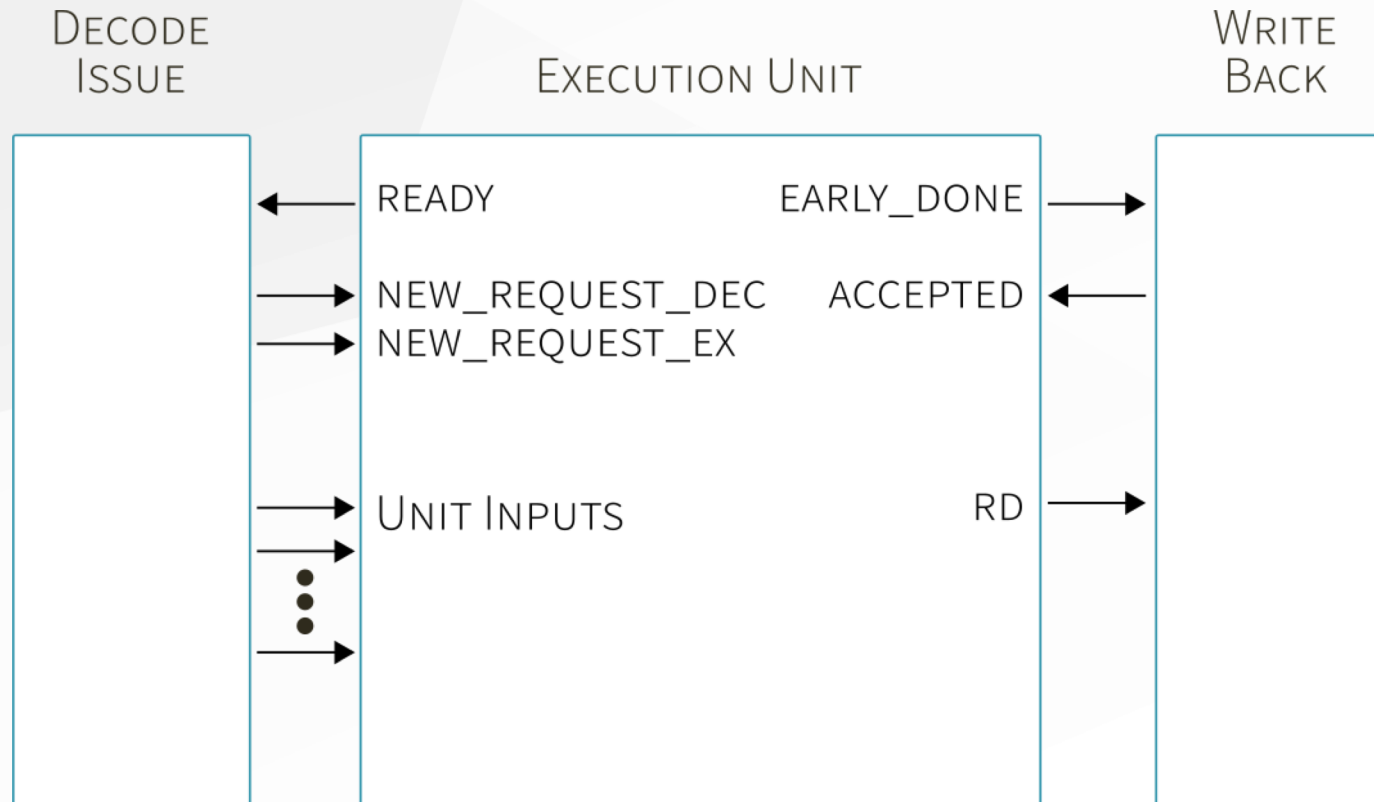 Decode
Issue
Execution Unit
Write
Back
READY
EARLY_DONE
NEW_REQUEST_DEC
ACCEPTED
NEW_REQUEST_EX
Unit Inputs
RD